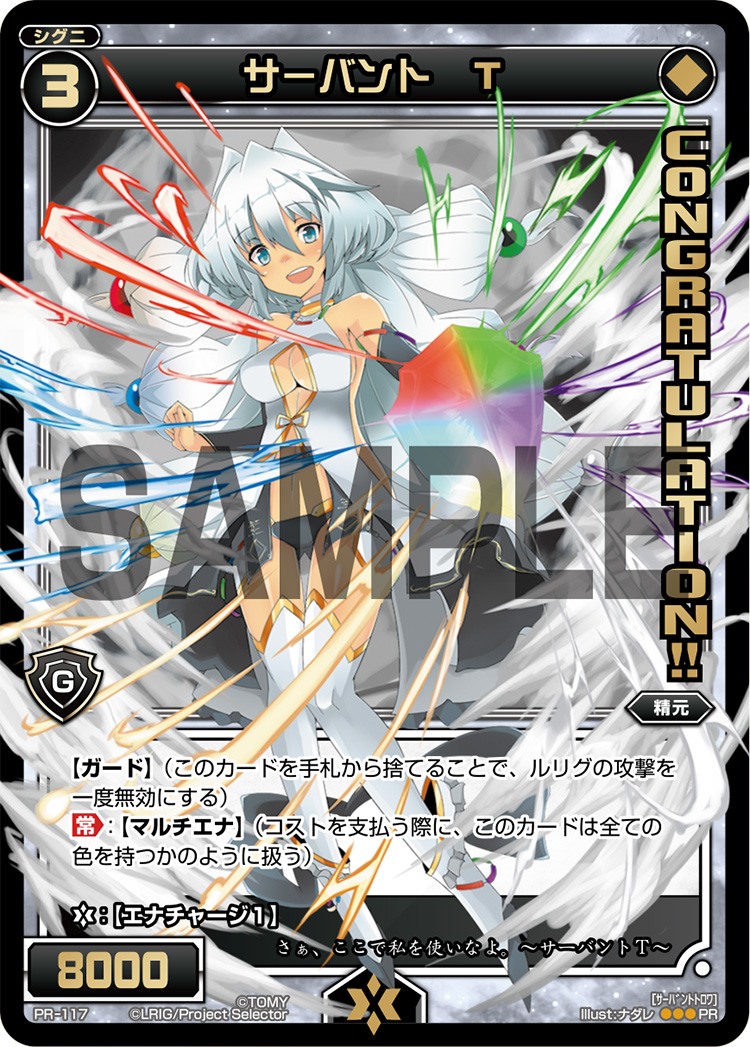 シグニ
3
サーバント T
CONGRATULATION!!
SAMPLE
G
精元
【ガード】（このカードを手札から捨てることで、ルリグの攻撃を
一度無効にする）
常：【マルチエナ】（コストを支払う際に、このカードは全ての
色を持つかのように扱う）
：【エナチャージ1】
さぁ、ここで私を使いなよ。～サーバントT～
8000
PR-117
©TOMY
©LRIG/Project Selector
［サーバントトロワ］
Illust:ナダレ
PR